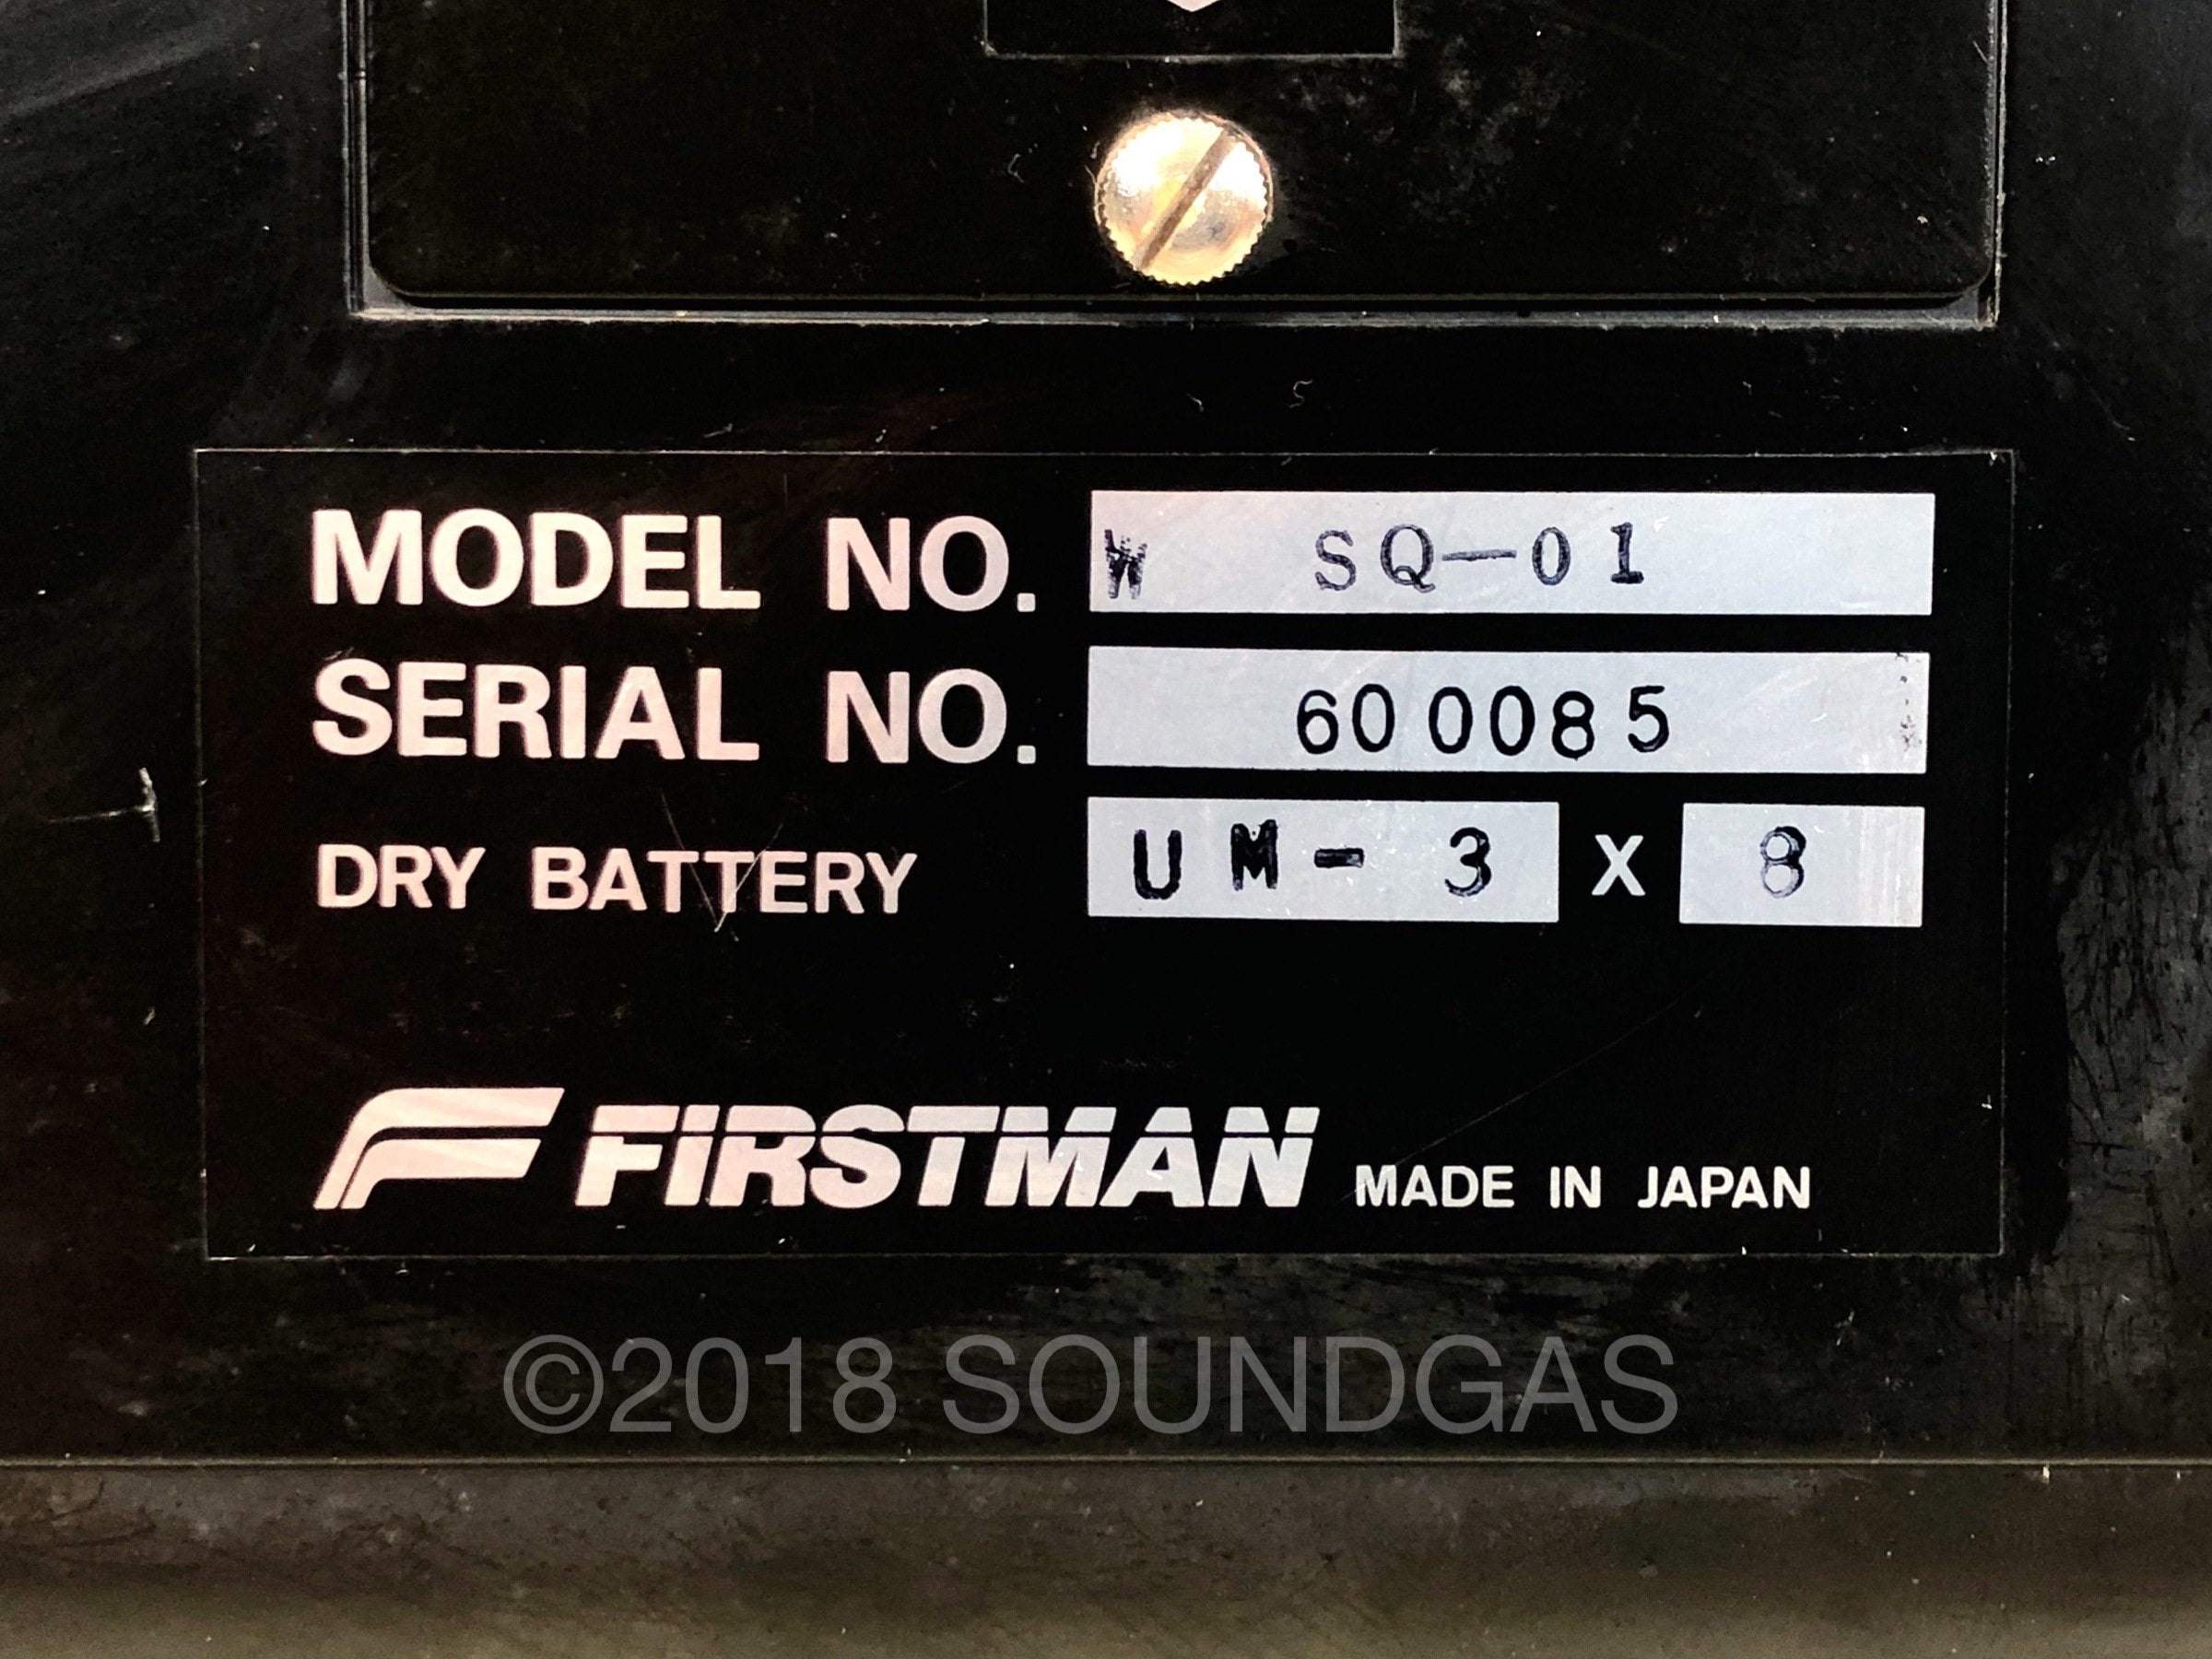 MODEL NO. W SQ-01
SERIAL NO. 600085
DRY BATTERY UM-3 X 8
FIRSTMAN MADE IN JAPAN
©2018 SOUNDGAS